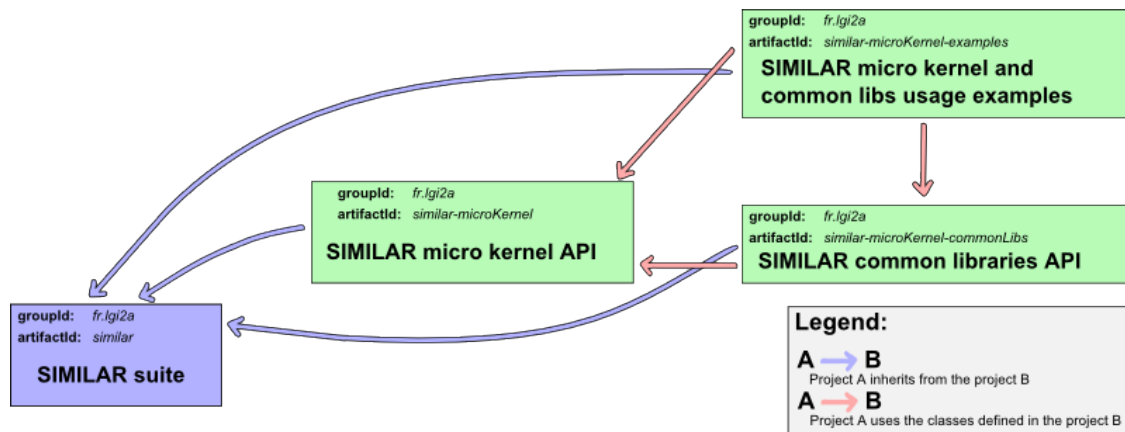 groupId: fr.lgi2a
artifactId: similar-microKernel-examples
SIMILAR micro kernel and
common libs usage examples
groupId: fr.lgi2a
artifactId: similar-microKernel
SIMILAR micro kernel API
groupId: fr.lgi2a
artifactId: similar-microKernel-commonLibs
SIMILAR common libraries API
groupId: fr.lgi2a
artifactId: similar
SIMILAR suite
Legend:
A B
Project A inherits from the project B
A B
Project A uses the classes defined in the project B